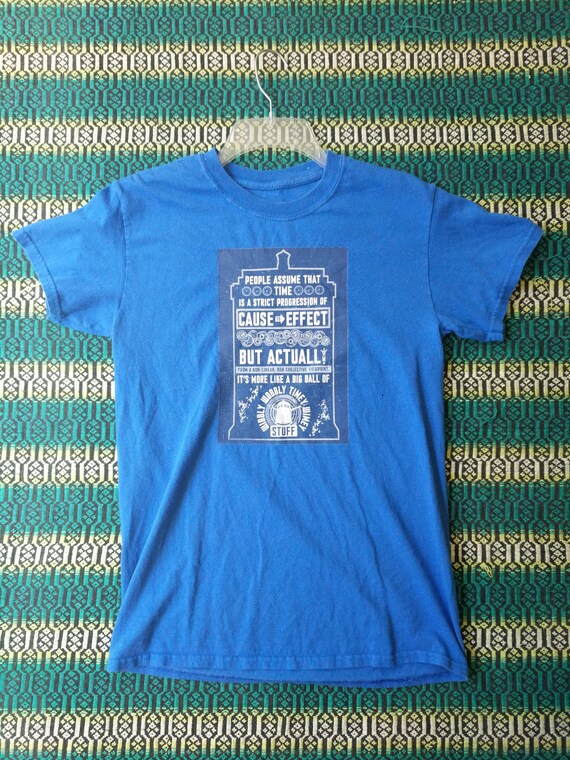 PEOPLE ASSUME THAT
TIME
IS A STRICT PROGRESSION OF
CAUSE EFFECT
BUT ACTUALLY
FROM A NON-LINEAR, NON SUBJECTIVE VIEWPOINT
IT'S MORE LIKE A BIG BALL OF
WIBBLY WOBBLY TIMEY WIMEY
STUFF